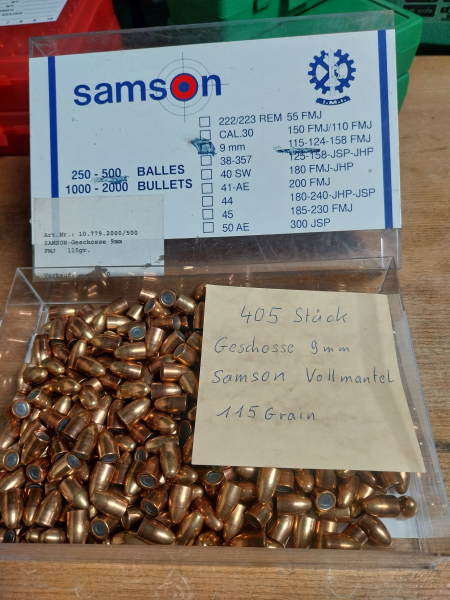 samson
I.M.I.
222/223 REM 55 FMJ
CAL.30 150 FMJ/110 FMJ
9 mm 115-124-158 FMJ
38-357 125-158-JSP-JHP
40 SW 180 FMJ-JHP
41-AE 200 FMJ
44 180-240-JHP-JSP
45 185-230 FMJ
50 AE 300 JSP
250 - 500 BALLES
1000 - 2000 BULLETS
Art.Nr.: 10.779.2000/500
SAMSON-Geschosse 9mm
FMJ 115gr.
405 Stück
Geschosse 9mm
Samson Vollmantel
115 Grain